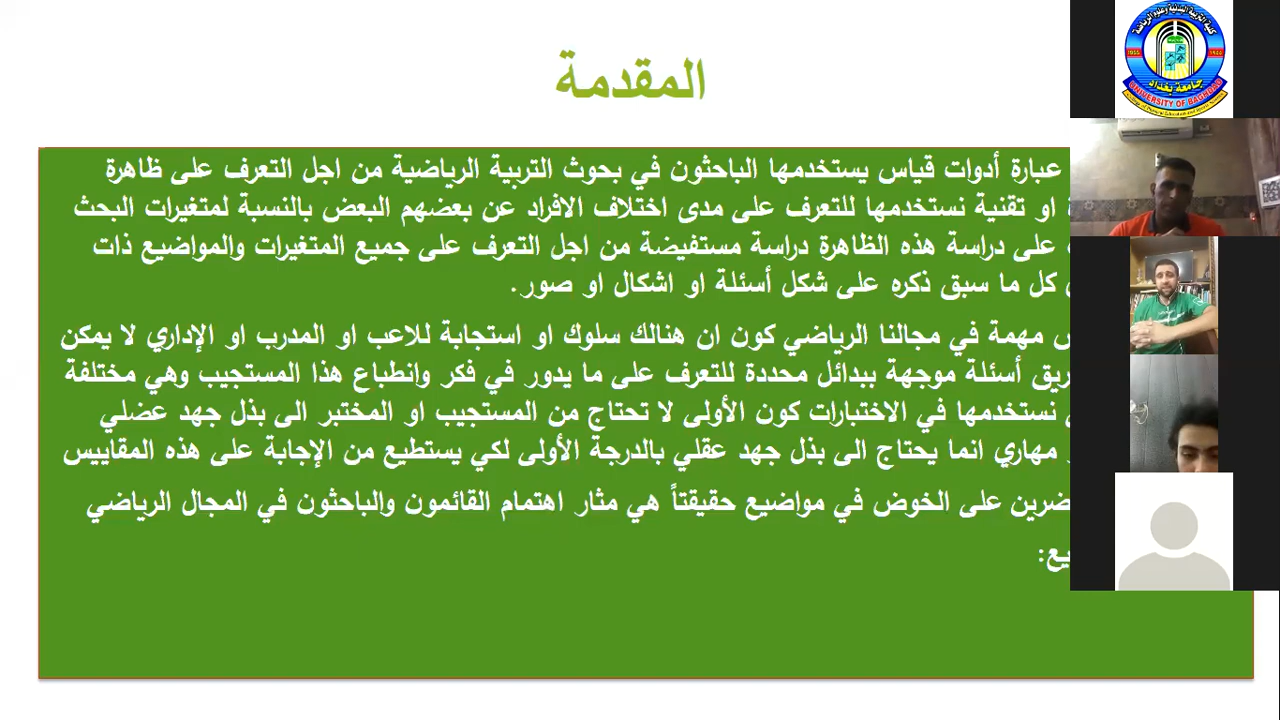 المقدمة
عبارة أدوات قياس يستخدمها الباحثون في بحوث التربية الرياضية من اجل التعرف على ظاهرة
او تقنية نستخدمها للتعرف على مدى اختلاف الافراد عن بعضهم البعض بالنسبة لمتغيرات البحث
على دراسة هذه الظاهرة دراسة مستفيضة من اجل التعرف على جميع المتغيرات والمواضيع ذات
كل ما سبق ذكره على شكل أسئلة او اشكال او صور.
مهمة في مجالنا الرياضي كون ان هنالك سلوك او استجابة للاعب او المدرب او الإداري لا يمكن
أسئلة موجهة ببدائل محددة للتعرف على ما يدور في فكر وانطباع هذا المستجيب وهي مختلفة
نستخدمها في الاختبارات كون الأولى لا تحتاج من المستجيب او المختبر الى بذل جهد عضلي
مهاري انما يحتاج الى بذل جهد عقلي بالدرجة الأولى لكي يستطيع من الإجابة على هذه المقاييس
على الخوض في مواضيع حقيقتاً هي مثار اهتمام القائمون والباحثون في المجال الرياضي
كلية التربية البدنية وعلوم الرياضة
جامعة بغداد
UNIVERSITY OF BAGHDAD